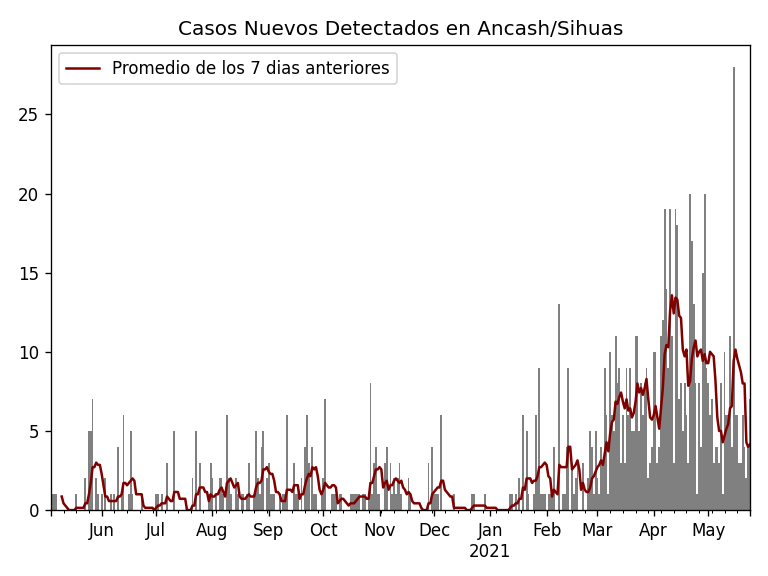 Casos Nuevos Detectados en Ancash/Sihuas
Promedio de los 7 dias anteriores
25
20
15
10
5
0
Jun Jul Aug Sep Oct Nov Dec Jan Feb Mar Apr May
2021